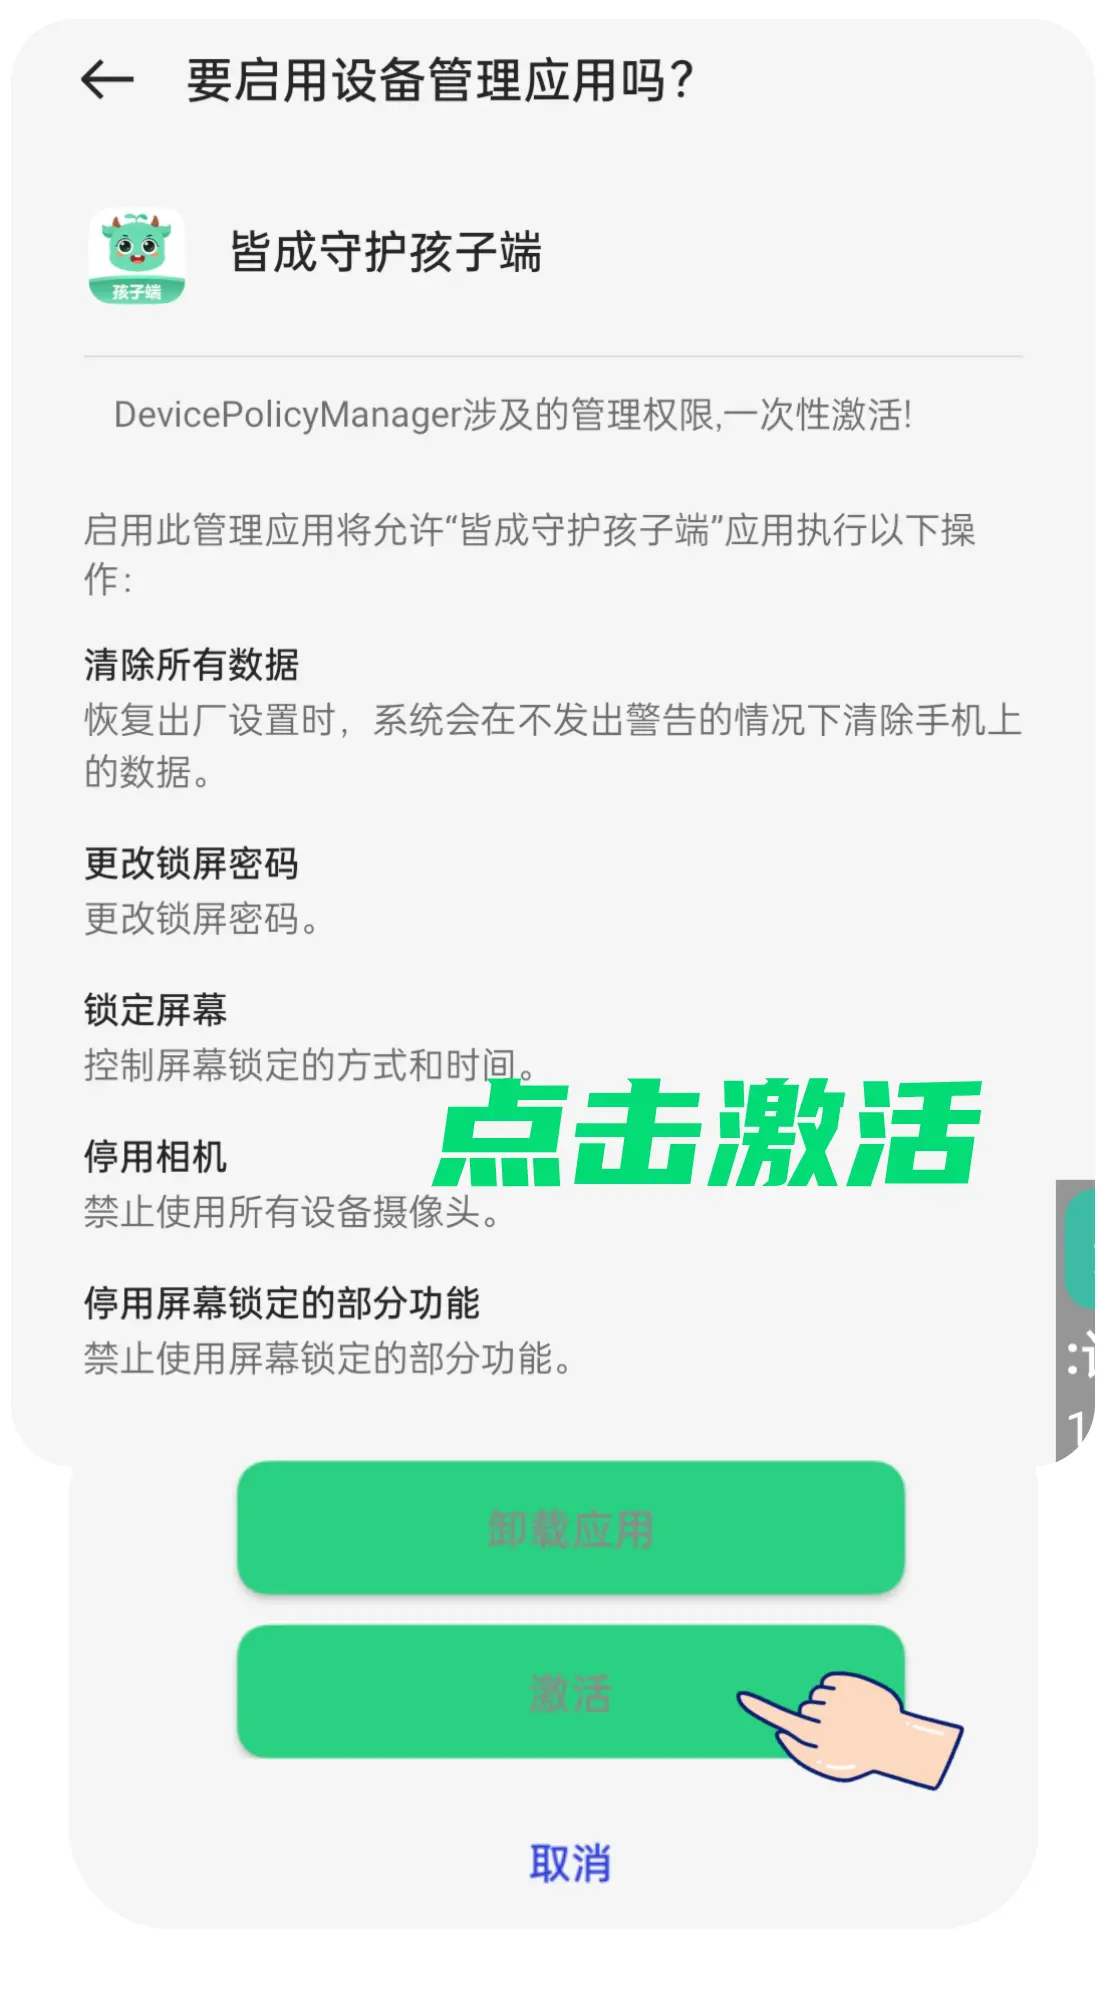 要启用设备管理应用吗？
皆成守护孩子端
孩子端
DevicePolicyManager涉及的管理权限,一次性激活!
启用此管理应用将允许“皆成守护孩子端”应用执行以下操
作：
清除所有数据
恢复出厂设置时，系统会在不发出警告的情况下清除手机上
的数据。
更改锁屏密码
更改锁屏密码。
锁定屏幕
控制屏幕锁定的方式和时间。
点击激活
停用相机
禁止使用所有设备摄像头。
停用屏幕锁定的部分功能
禁止使用屏幕锁定的部分功能。
卸载应用
激活
取消